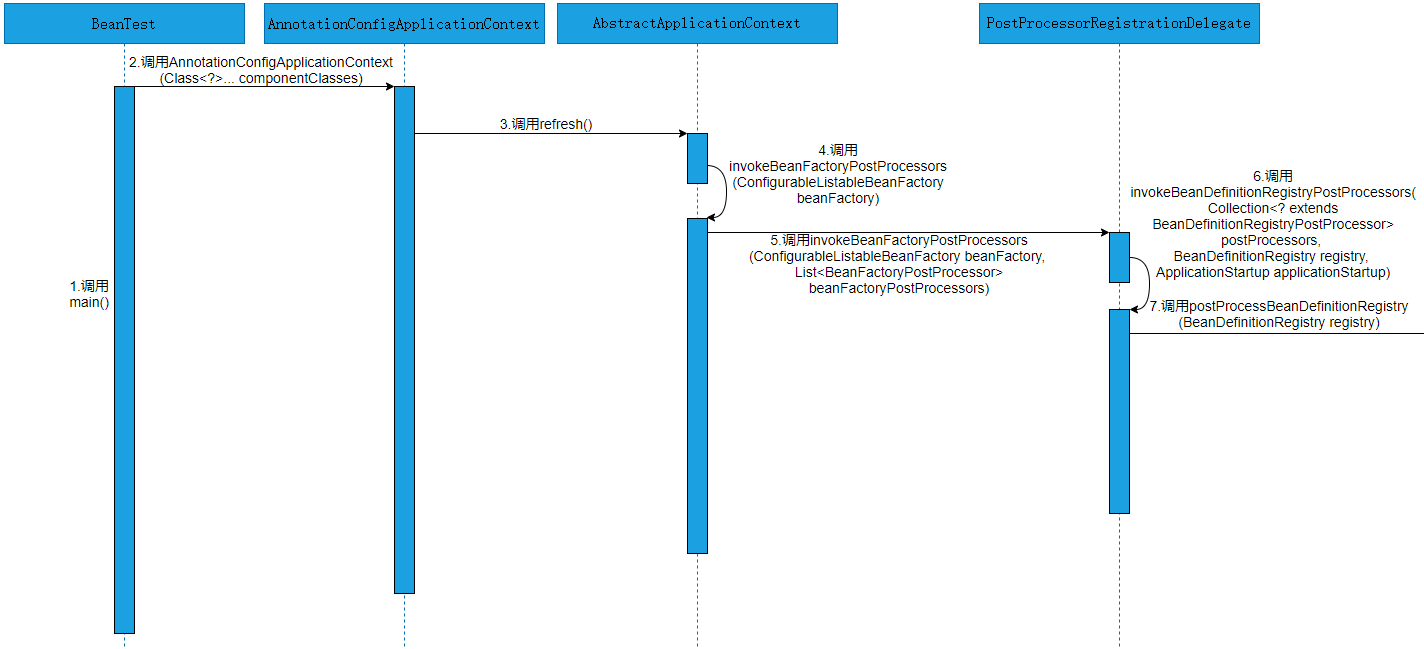 BeanTest
AnnotationConfigApplicationContext
AbstractApplicationContext
PostProcessorRegistrationDelegate
2.调用AnnotationConfigApplicationContext
(Class<?>... componentClasses)
3.调用refresh()
4.调用
invokeBeanFactoryPostProcessors
(ConfigurableListableBeanFactory
beanFactory)
5.调用invokeBeanFactoryPostProcessors
(ConfigurableListableBeanFactory beanFactory,
List<BeanFactoryPostProcessor>
beanFactoryPostProcessors)
6.调用
invokeBeanDefinitionRegistryPostProcessors(
Collection<? extends
BeanDefinitionRegistryPostProcessor>
postProcessors,
BeanDefinitionRegistry registry,
ApplicationStartup applicationStartup)
1.调用
main()
7.调用postProcessBeanDefinitionRegistry
(BeanDefinitionRegistry registry)